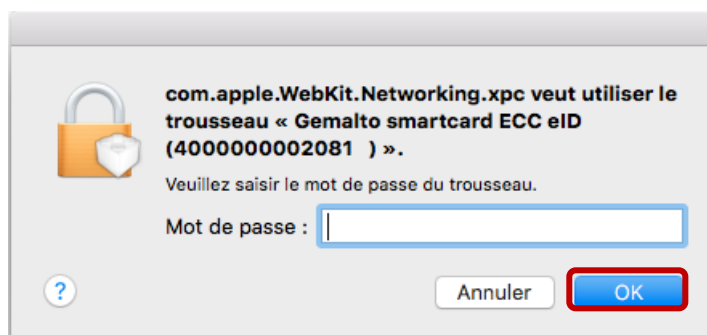 com.apple.WebKit.Networking.xpc veut utiliser le
trousseau « Gemalto smartcard ECC eID
(4000000002081   ) ».
Veuillez saisir le mot de passe du trousseau.
Mot de passe :
?
Annuler
OK